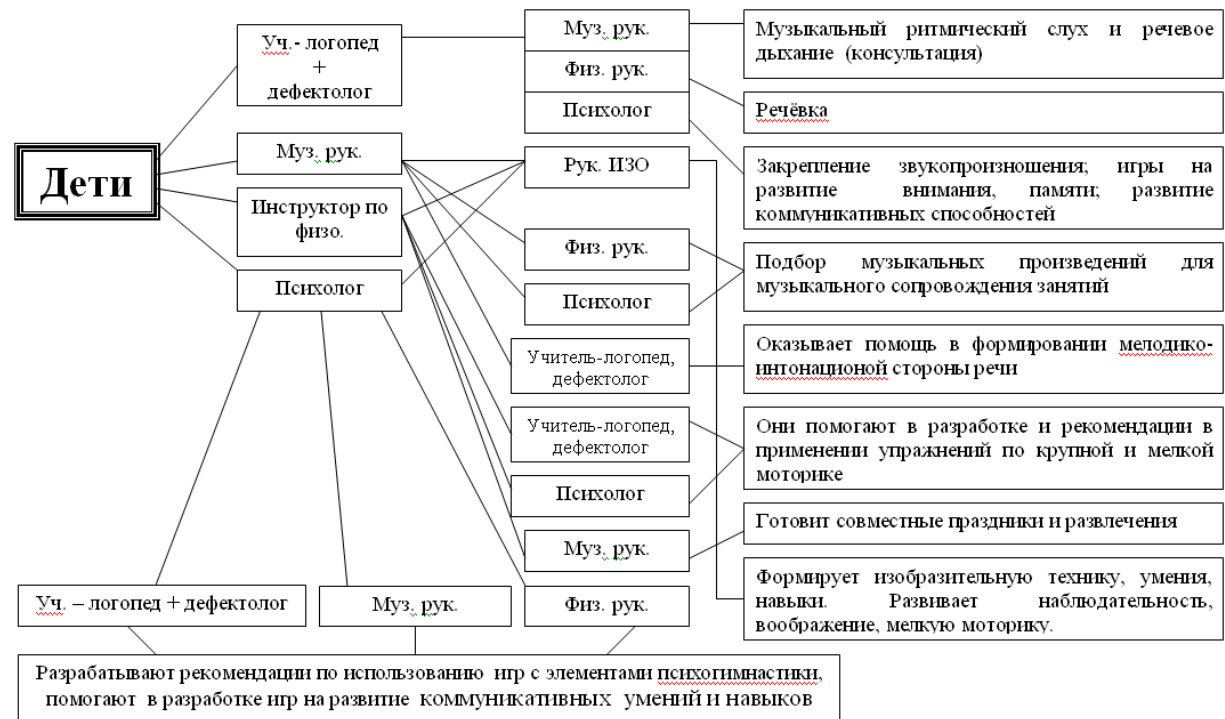 Дети
Уч.- логопед
+
дефектолог
Муз. рук.
Инструктор по
физо.
Психолог
Муз. рук.
Физ. рук.
Психолог
Рук. ИЗО
Физ. рук.
Психолог
Учитель-логопед,
дефектолог
Учитель-логопед,
дефектолог
Психолог
Муз. рук.
Музыкальный ритмический слух и речевое
дыхание (консультация)
Речёвка
Закрепление звукопроизношения; игры на
развитие внимания, памяти; развитие
коммуникативных способностей
Подбор музыкальных произведений для
музыкального сопровождения занятий
Оказывает помощь в формировании мелодико-
интонационой стороны речи
Они помогают в разработке и рекомендации в
применении упражнений по крупной и мелкой
моторике
Готовит совместные праздники и развлечения
Формирует изобразительную технику, умения,
навыки. Развивает наблюдательность,
воображение, мелкую моторику.
Уч. – логопед + дефектолог
Муз. рук.
Физ. рук.
Разрабатывают рекомендации по использованию игр с элементами психогимнастики,
помогают в разработке игр на развитие коммуникативных умений и навыков